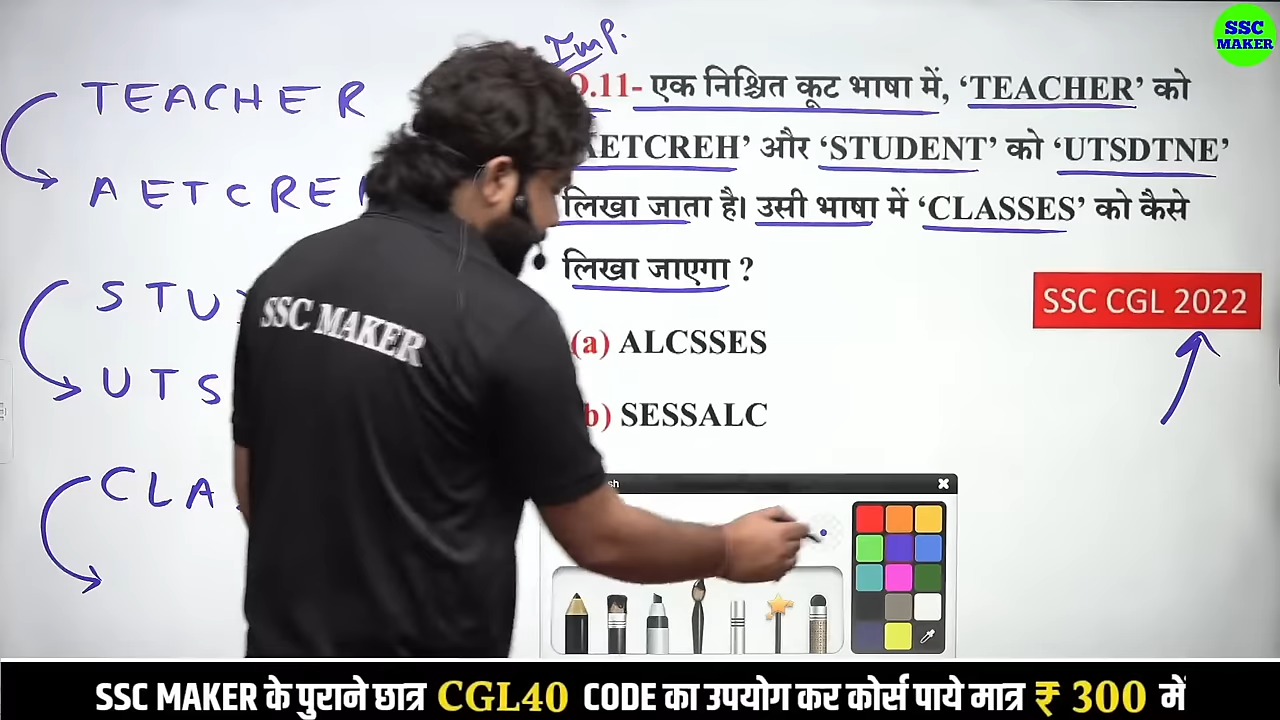 SSC
MAKER
Imp.
TEACHER
AETCRE
STU
UTS
CLA
.11- एक निश्चित कूट भाषा में, ‘TEACHER’ को
AETCREH’ और ‘STUDENT’ को ‘UTSDTNE’
लिखा जाता है। उसी भाषा में ‘CLASSES’ को कैसे
लिखा जाएगा ?
SSC CGL 2022
(a) ALCSSES
b) SESSALC
SSC MAKER
SSC MAKER के पुराने छात्र CGL40 CODE का उपयोग कर कोर्स पाये मात्र ₹ 300 में